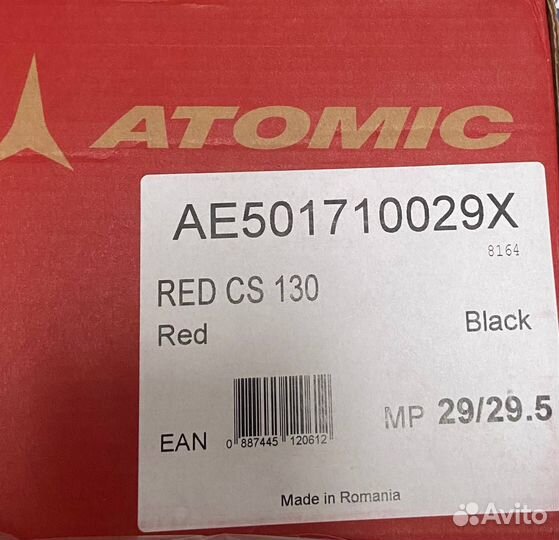 ATOMIC
AE501710029X
8164
RED CS 130
Red Black
MP 29/29.5
EAN 0 887445 120612
Made in Romania
Avito